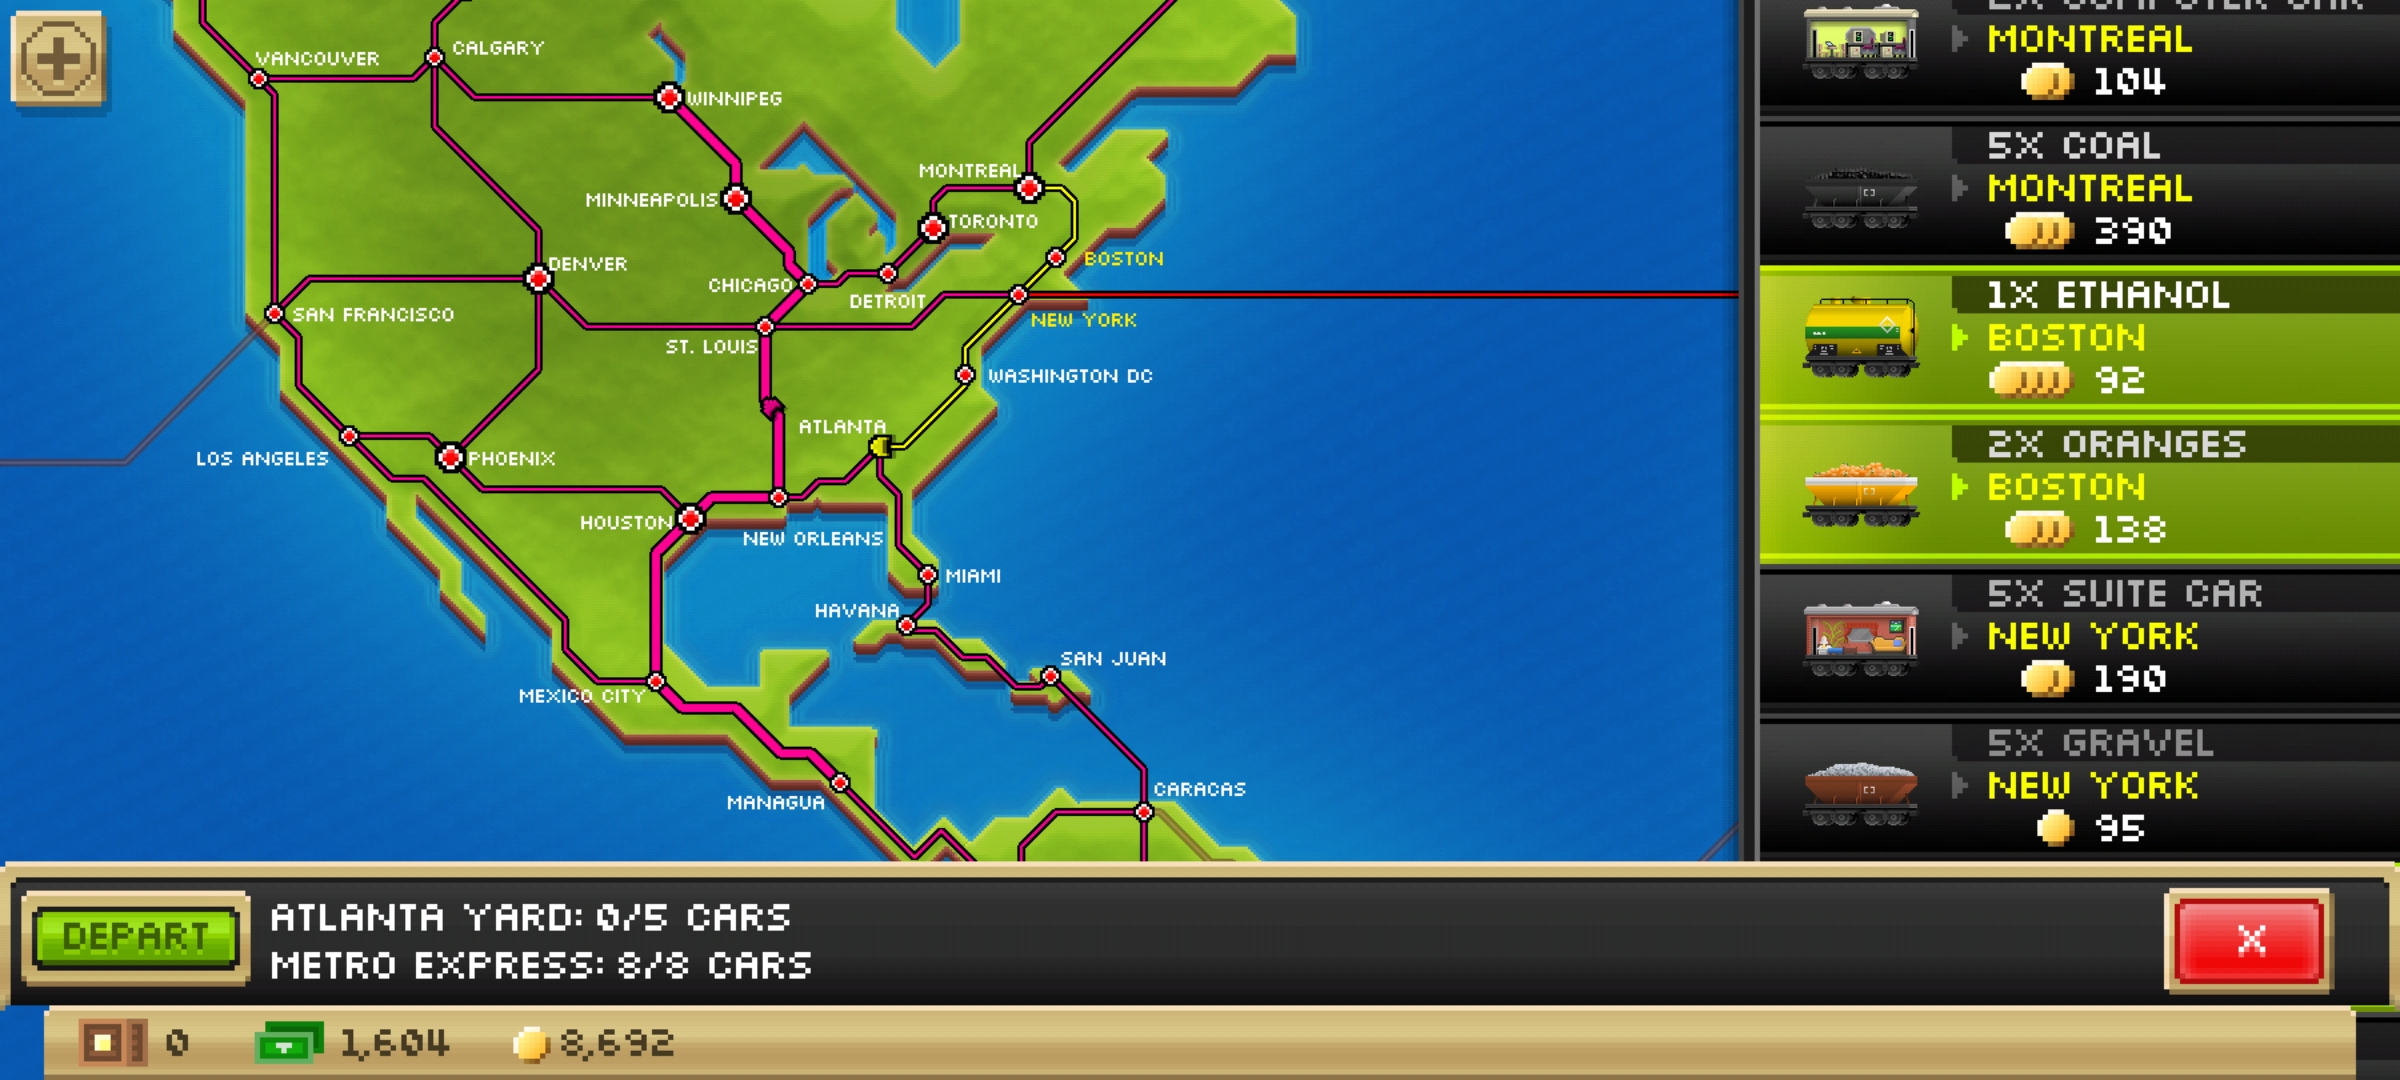 VANCOUVER
CALGARY
WINNIPEG
MINNEAPOLIS
MONTREAL
TORONTO
DENVER
CHICAGO
DETROIT
BOSTON
NEW YORK
SAN FRANCISCO
ST. LOUIS
WASHINGTON DC
ATLANTA
LOS ANGELES
PHOENIX
HOUSTON
NEW ORLEANS
MIAMI
HAVANA
SAN JUAN
MEXICO CITY
MANAGUA
CARACAS
2X COMPUTER CAR
MONTREAL
104
5X COAL
MONTREAL
390
1X ETHANOL
BOSTON
92
2X ORANGES
BOSTON
138
5X SUITE CAR
NEW YORK
190
5X GRAVEL
NEW YORK
95
DEPART
ATLANTA YARD: 0/5 CARS
METRO EXPRESS: 8/8 CARS
X
0
1,604
8,692